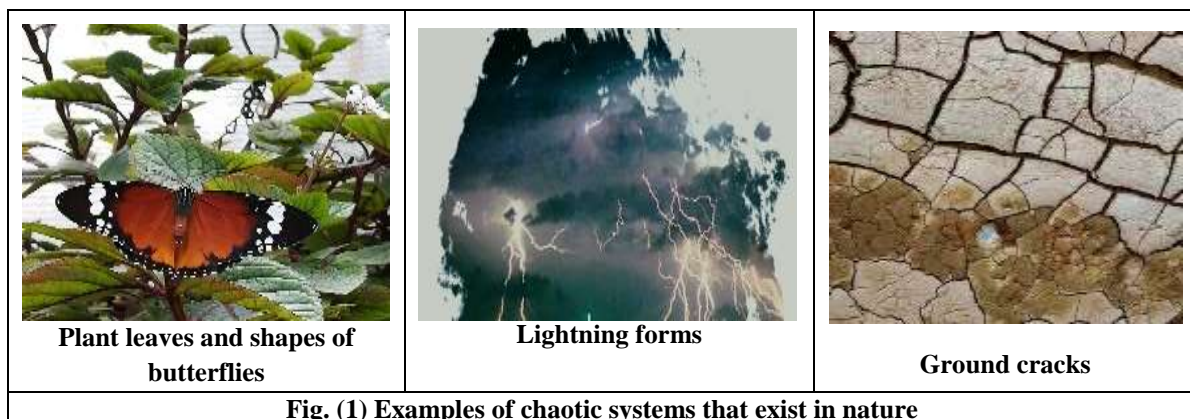 Plant leaves and shapes of
butterflies
Lightning forms
Ground cracks
Fig. (1) Examples of chaotic systems that exist in nature